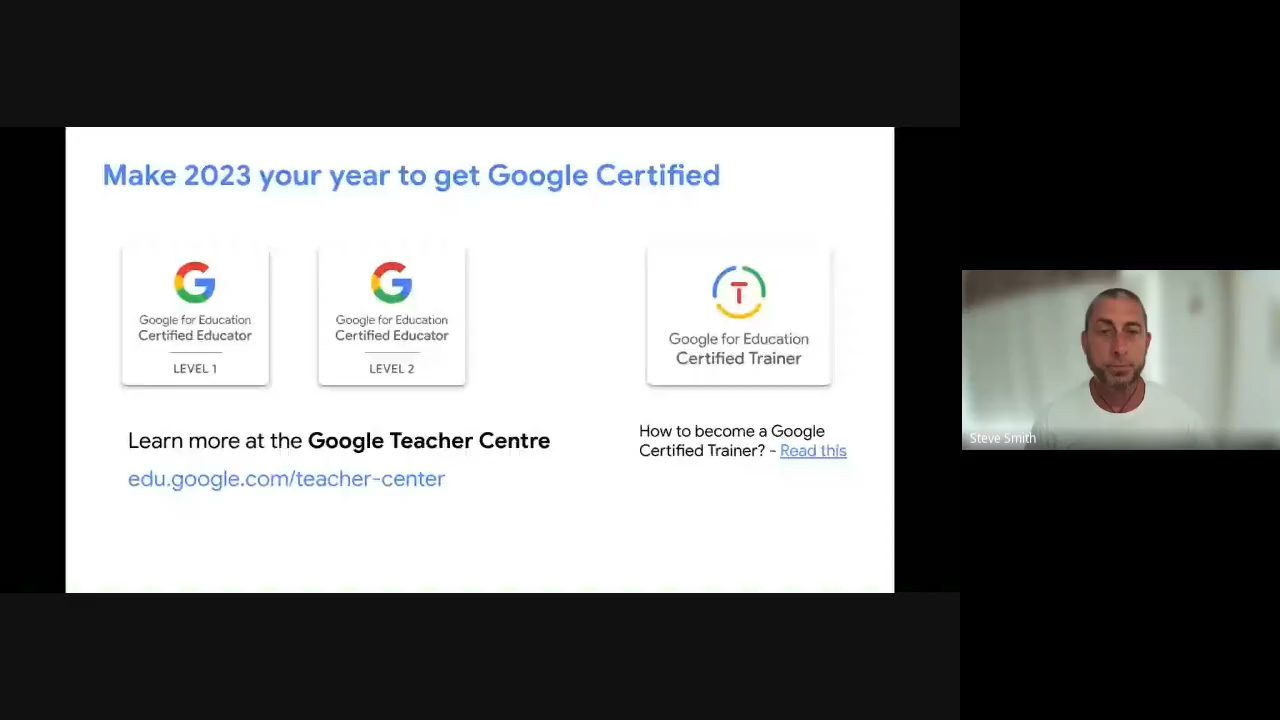 Make 2023 your year to get Google Certified
Google for Education
Certified Educator
LEVEL 1
Google for Education
Certified Educator
LEVEL 2
T
Google for Education
Certified Trainer
Learn more at the Google Teacher Centre
edu.google.com/teacher-center
How to become a Google
Certified Trainer? - Read this
Steve Smith